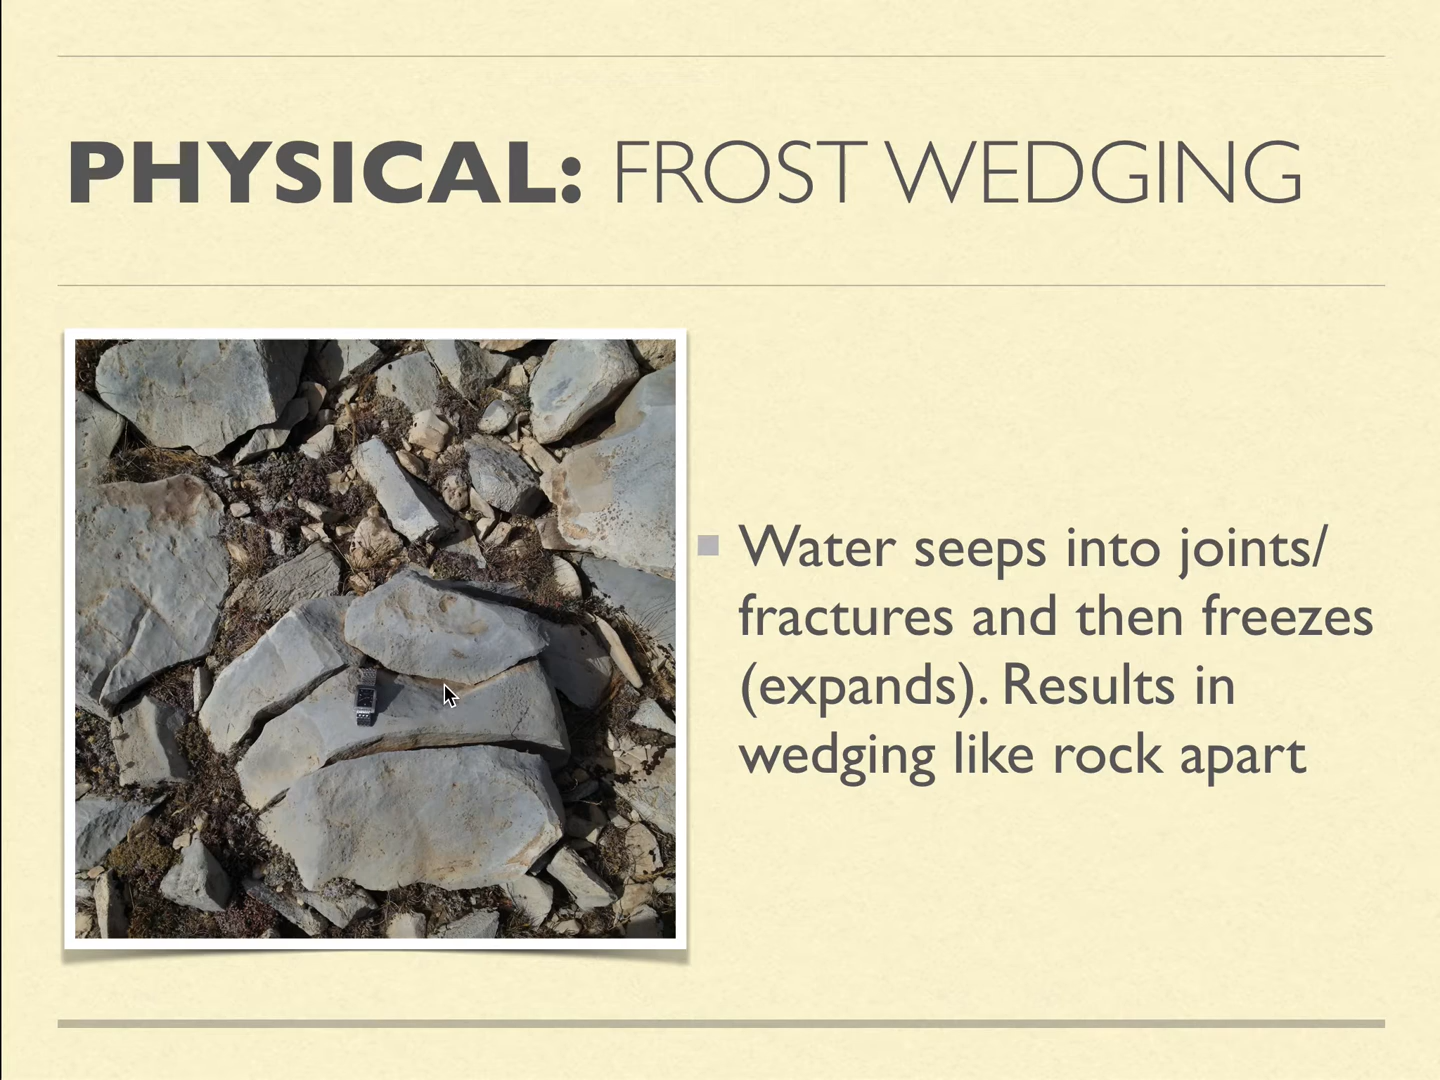 PHYSICAL: FROST WEDGING
Water seeps into joints/
fractures and then freezes
(expands). Results in
wedging like rock apart